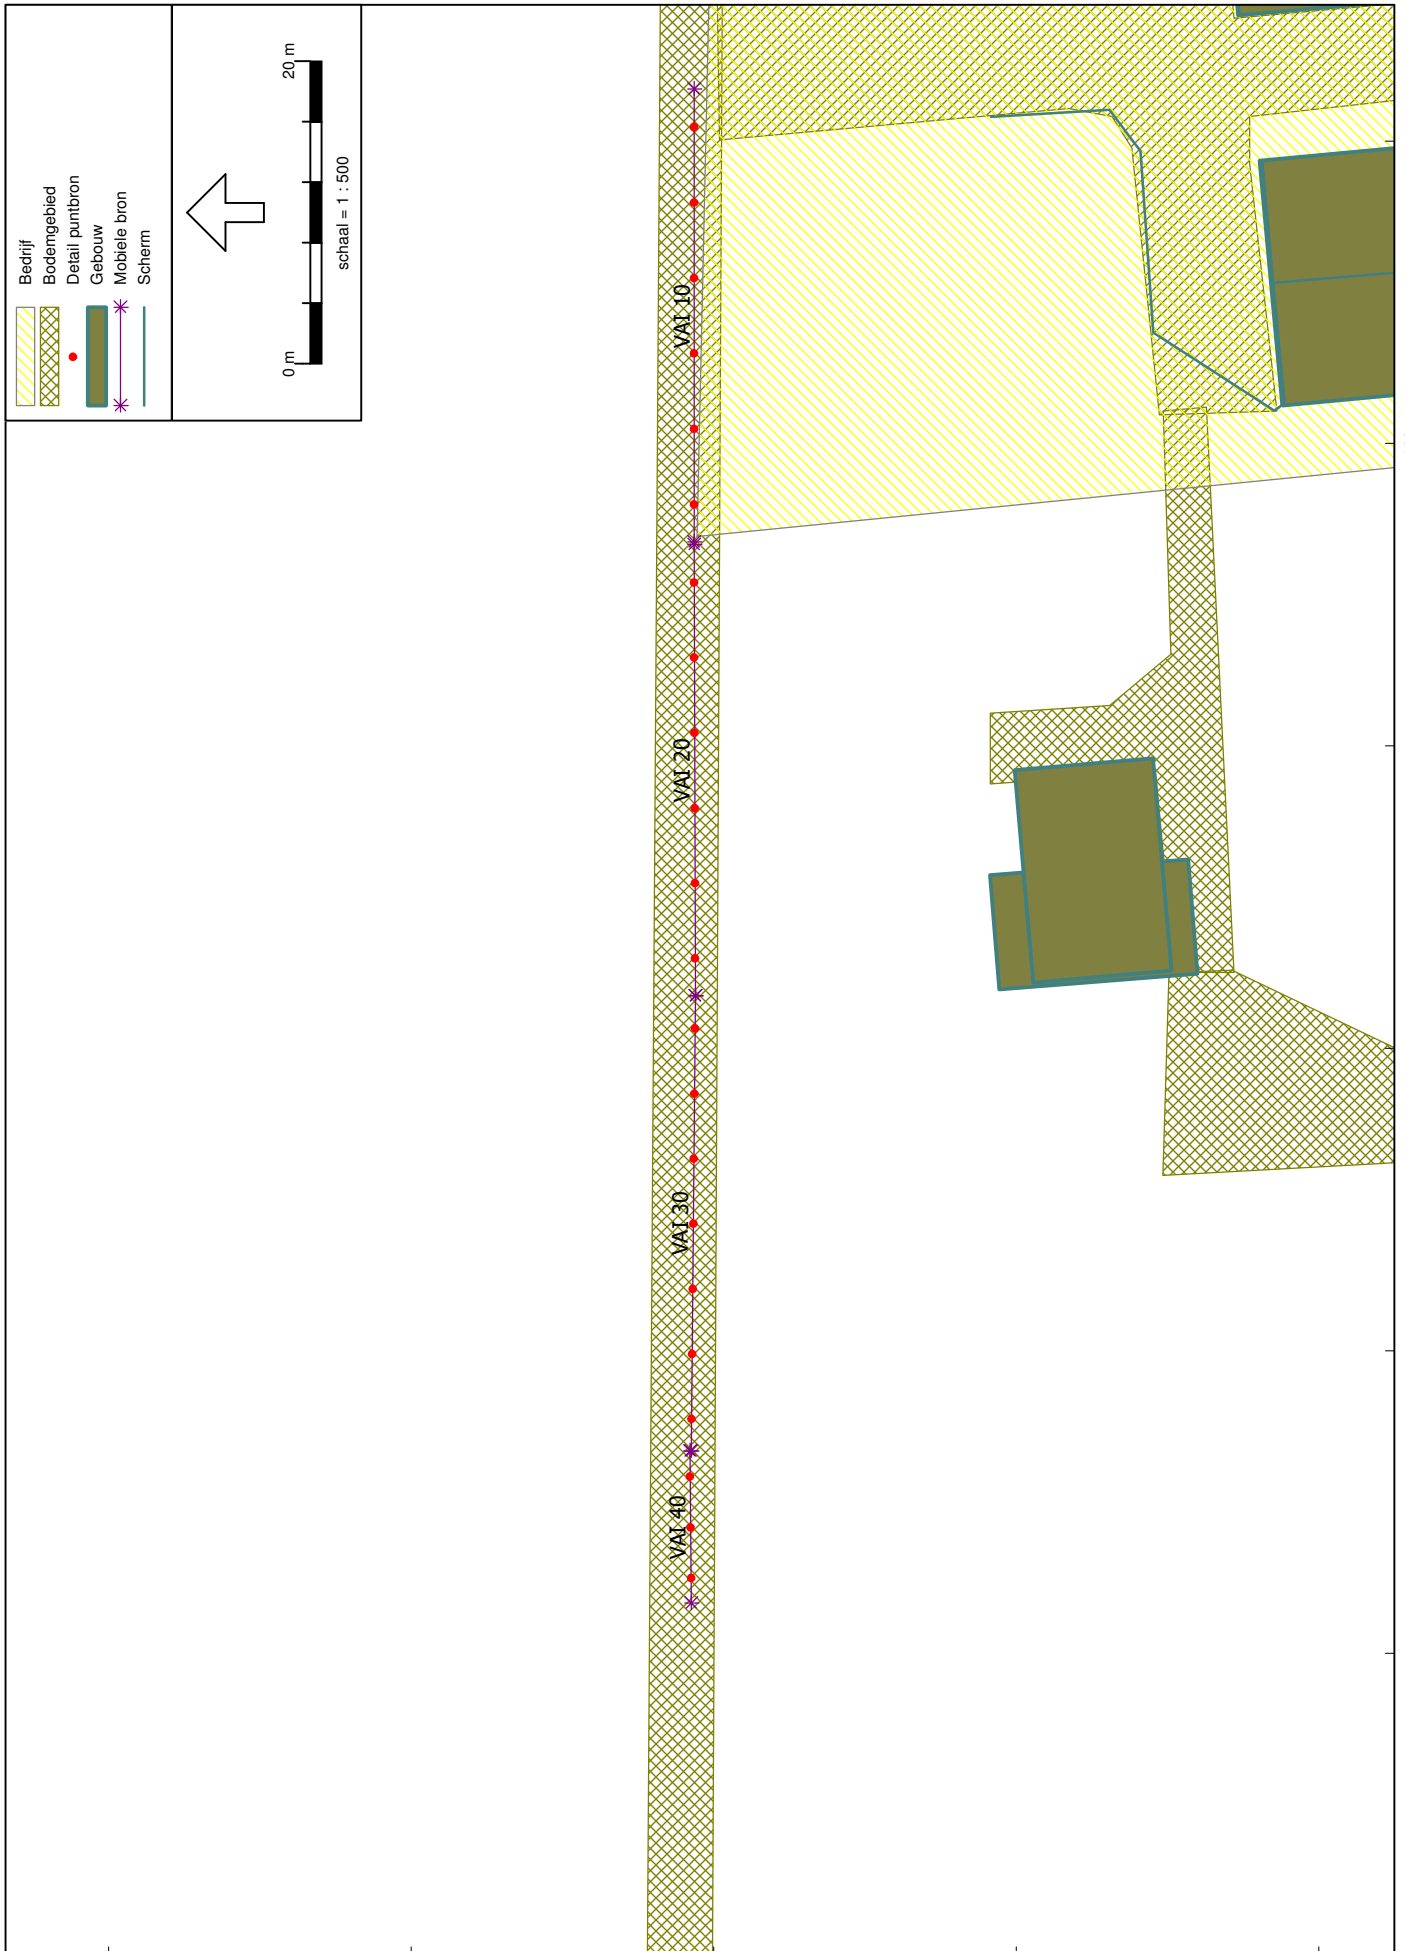 Bedrijf
Bodemgebied
Detail puntbron
Gebouw
Mobiele bron
Scherm
0 m
20 m
schaal = 1 : 500
VAI 40
VAI 30
VAI 20
VAI 10